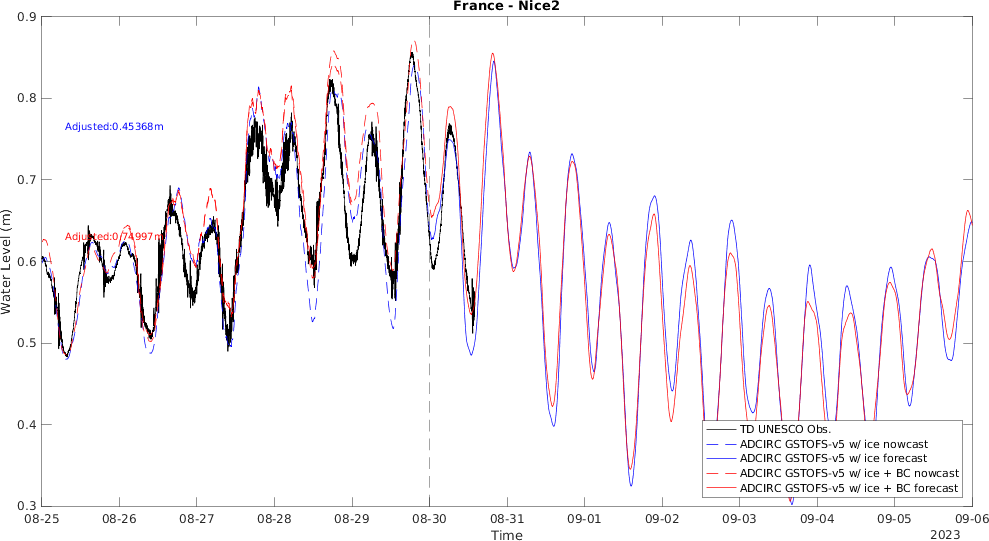 France - Nice2
0.9
0.8
0.7
0.6
0.5
0.4
0.3
Water Level (m)
Adjusted:0.45368m
Adjusted:0.74997m
TD UNESCO Obs.
ADCIRC GSTOFS-v5 w/ ice nowcast
ADCIRC GSTOFS-v5 w/ ice forecast
ADCIRC GSTOFS-v5 w/ ice + BC nowcast
ADCIRC GSTOFS-v5 w/ ice + BC forecast
08-25 08-26 08-27 08-28 08-29 08-30 08-31 09-01 09-02 09-03 09-04 09-05 09-06
Time
2023